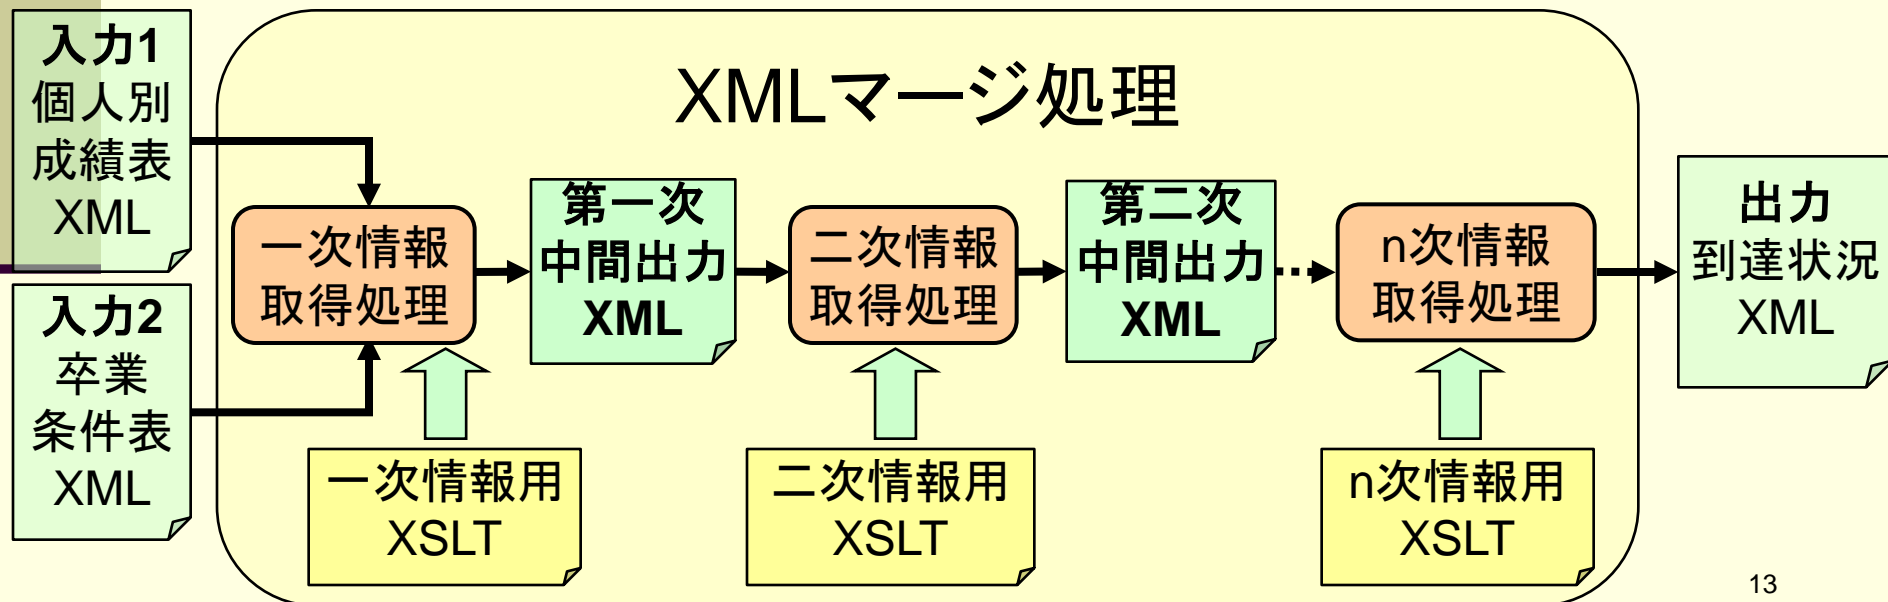 入力1
個人別
成績表
XML
入力2
卒業
条件表
XML
XMLマージ処理
一次情報
取得処理
第一次
中間出力
XML
二次情報
取得処理
第二次
中間出力
XML
n次情報
取得処理
一次情報用
XSLT
二次情報用
XSLT
n次情報用
XSLT
出力
到達状況
XML
13